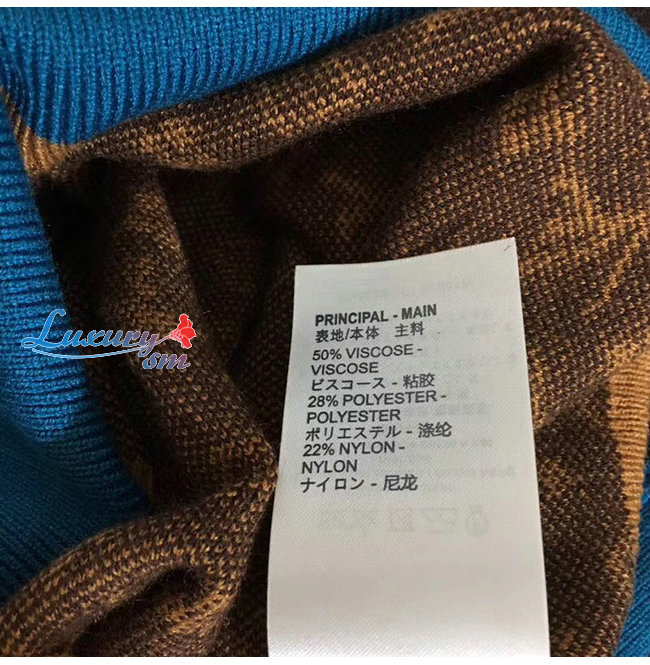 PRINCIPAL - MAIN
表地/本体 主料
50% VISCOSE -
VISCOSE
ビスコース - 粘胶
28% POLYESTER -
POLYESTER
ポリエステル - 涤纶
22% NYLON -
NYLON
ナイロン - 尼龙
Luxury
sm